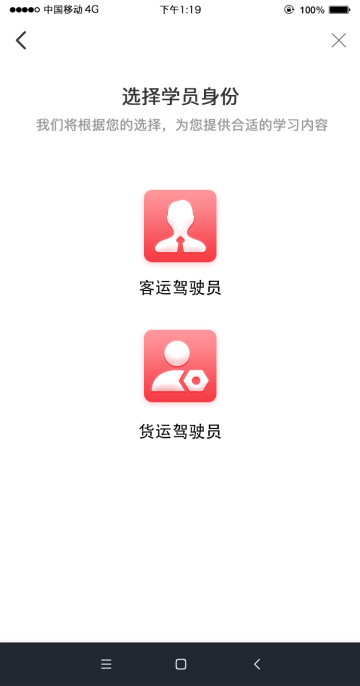 中国移动 4G 下午1:19 100%
选择学员身份
我们将根据您的选择，为您提供合适的学习内容
客运驾驶员
货运驾驶员